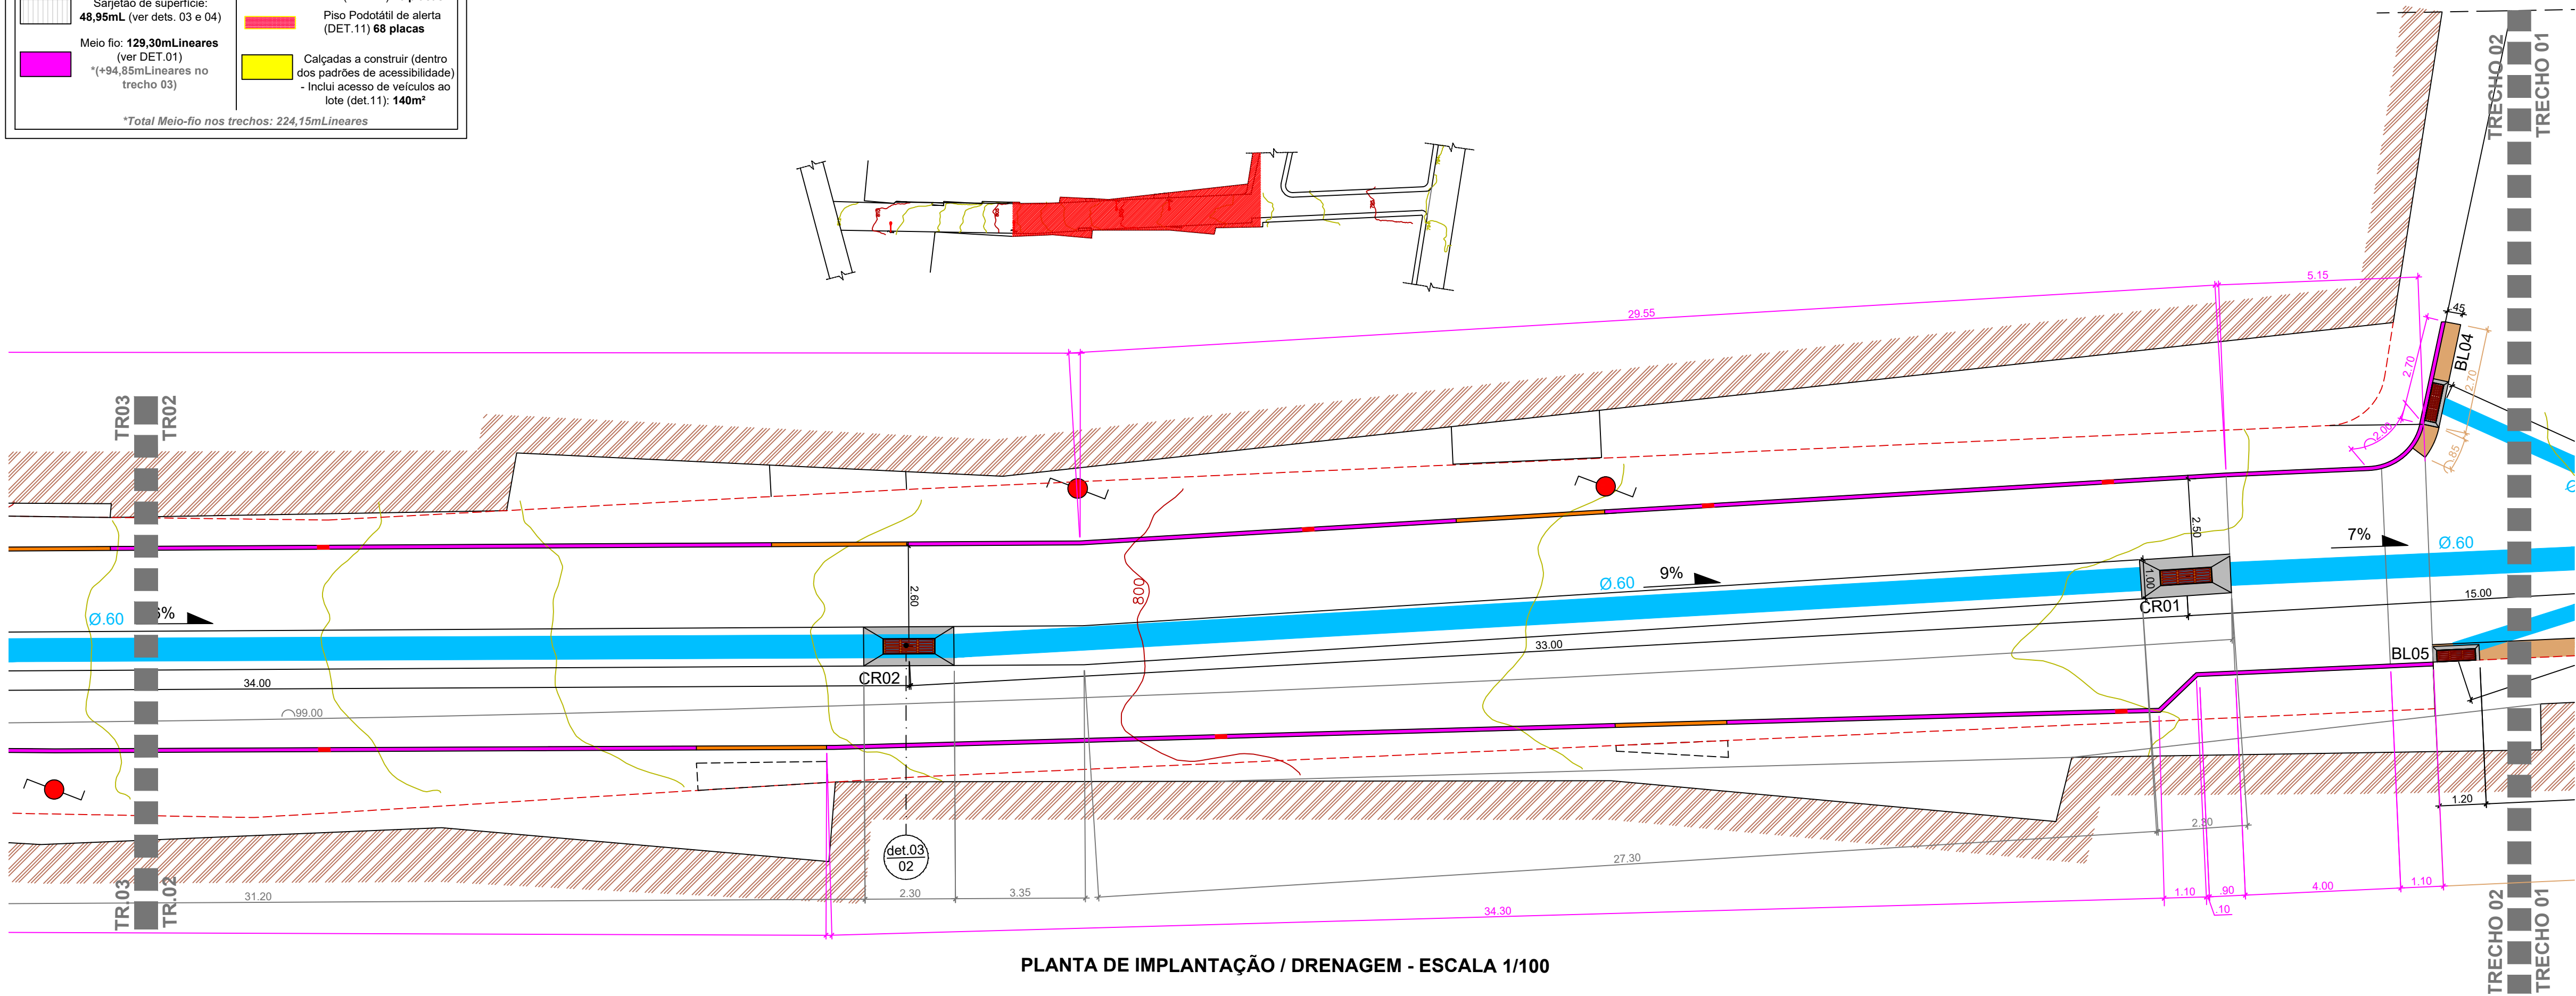 Sarjetão de superfície:
48,95mL (ver dets. 03 e 04)
Meio fio: 129,30mLineares
(ver DET.01)
*(+94,85mLineares no
trecho 03)
Piso Podotátil de alerta
(DET.11) 68 placas
Calçadas a construir (dentro
dos padrões de acessibilidade)
- Inclui acesso de veículos ao
lote (det.11): 140m²
*Total Meio-fio nos trechos: 224,15mLineares
TRECHO 02
TRECHO 01
5.15
29.55
.45
BL04
2.70
2.70
2.00
.85
TR03
TR02
2.50
7%
Ø.60
9%
Ø.60
800
2.60
1.00
CR01
15.00
Ø.60
6%
BL05
33.00
CR02
34.00
99.00
1.20
2.30
det.03
02
27.30
TR.03
TR.02
31.20
2.30
3.35
1.10
.90
4.00
1.10
.10
34.30
TRECHO 02
TRECHO 01
PLANTA DE IMPLANTAÇÃO / DRENAGEM - ESCALA 1/100